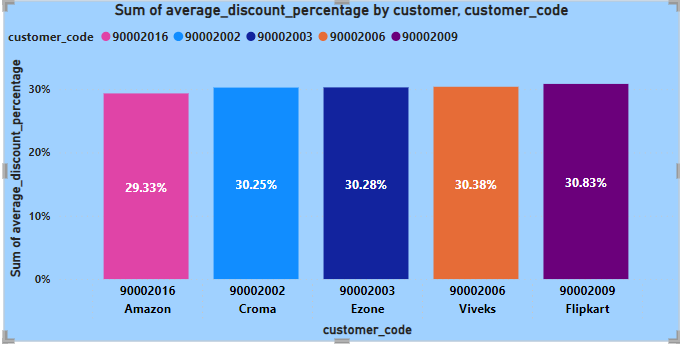 Sum of average_discount_percentage by customer, customer_code
customer_code 90002016 90002002 90002003 90002006 90002009
Sum of average_discount_percentage
30%
20%
10%
0%
29.33% 30.25% 30.28% 30.38% 30.83%
90002016 90002002 90002003 90002006 90002009
Amazon Croma Ezone Viveks Flipkart
customer_code